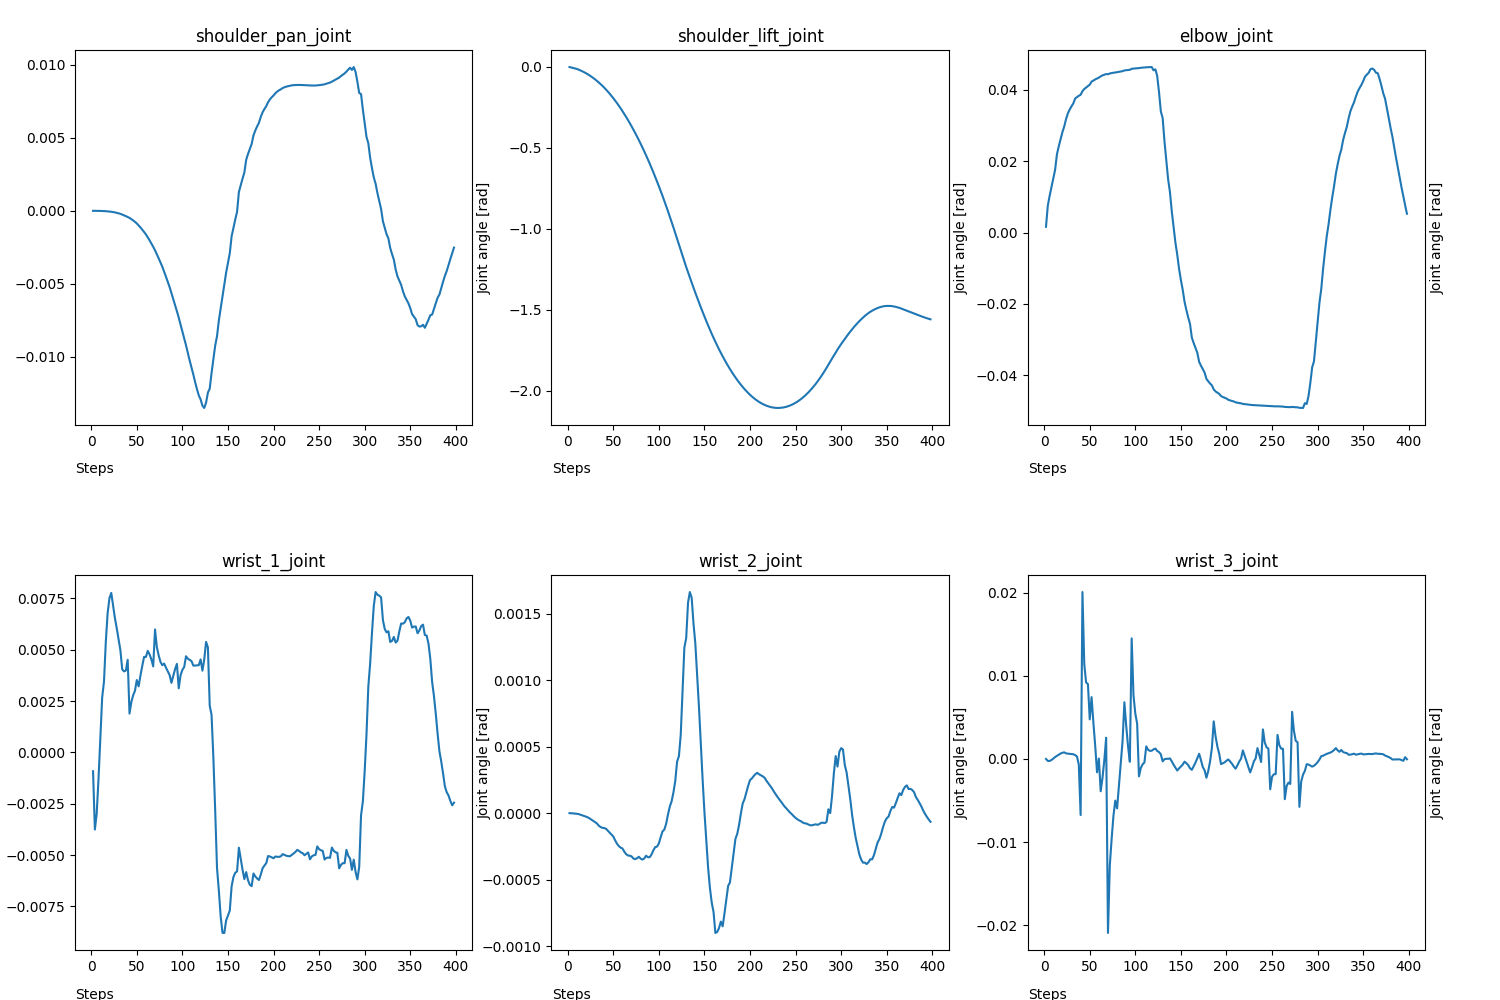 shoulder_pan_joint
0.010
0.005
0.000
−0.005
−0.010
0 50 100 150 200 250 300 350 400
Steps
Joint angle [rad]
shoulder_lift_joint
0.0
−0.5
−1.0
−1.5
−2.0
0 50 100 150 200 250 300 350 400
Steps
Joint angle [rad]
elbow_joint
0.04
0.02
0.00
−0.02
−0.04
0 50 100 150 200 250 300 350 400
Steps
Joint angle [rad]
wrist_1_joint
0.0075
0.0050
0.0025
0.0000
−0.0025
−0.0050
−0.0075
0 50 100 150 200 250 300 350 400
Steps
Joint angle [rad]
wrist_2_joint
0.0015
0.0010
0.0005
0.0000
−0.0005
−0.0010
0 50 100 150 200 250 300 350 400
Steps
Joint angle [rad]
wrist_3_joint
0.02
0.01
0.00
−0.01
−0.02
0 50 100 150 200 250 300 350 400
Steps
Joint angle [rad]